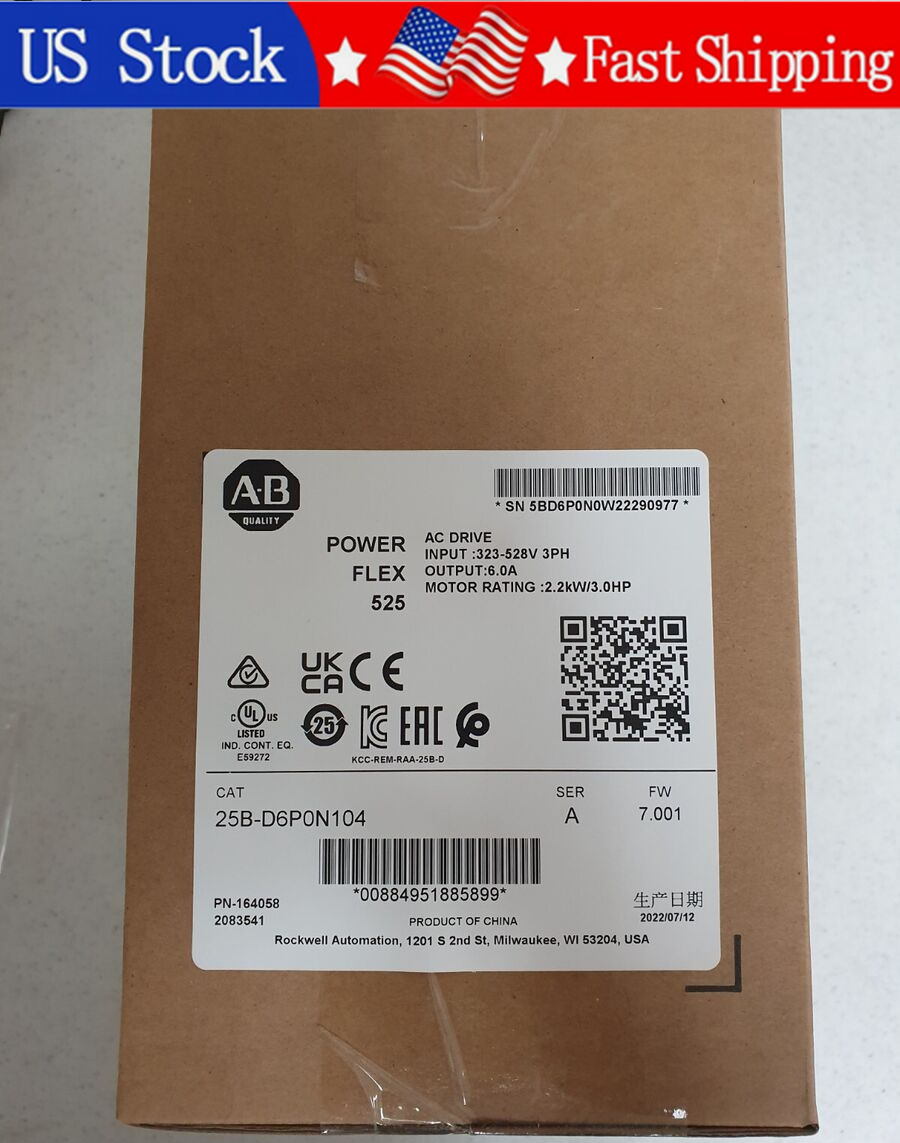 US Stock
Fast Shipping
A·B
QUALITY
* SN 5BD6P0N0W22290977 *
POWER
FLEX
525
AC DRIVE
INPUT :323-528V 3PH
OUTPUT:6.0A
MOTOR RATING :2.2kW/3.0HP
UK
CA
CE
C UL US
LISTED
IND. CONT. EQ.
E59272
25
KC
EAC
KCC-REM-RAA-25B-D
CAT
25B-D6P0N104
SER
A
FW
7.001
*00884951885899*
PN-164058
2083541
PRODUCT OF CHINA
生产日期
2022/07/12
Rockwell Automation, 1201 S 2nd St, Milwaukee, WI 53204, USA